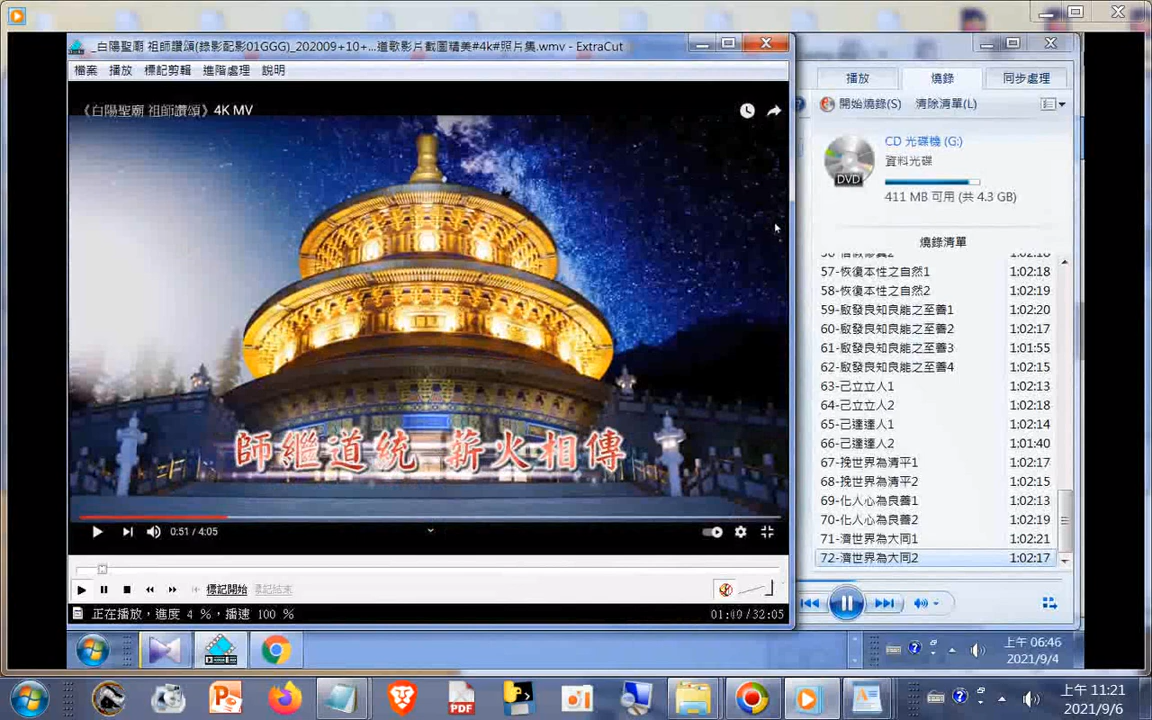 _白陽聖廟 祖師讚頌(錄影配影01GGG)_202009+10+...道歌影片截圖精美#4k#照片集.wmv - ExtraCut
檔案 播放 標記剪輯 進階處理 說明
《白陽聖廟 祖師讚頌》4K MV
師繼道統 薪火相傳
0:51 / 4:05
標記開始 標記結束
正在播放，進度 4 %，播速 100 %
32:05
播放 燒錄 同步處理
開始燒錄(S) 清除清單(L)
CD 光碟機 (G:)
資料光碟
DVD
411 MB 可用 (共 4.3 GB)
燒錄清單
57-恢復本性之自然1 1:02:18
58-恢復本性之自然2 1:02:19
59-啟發良知良能之至善1 1:02:20
60-啟發良知良能之至善2 1:02:17
61-啟發良知良能之至善3 1:01:55
62-啟發良知良能之至善4 1:02:15
63-己立立人1 1:02:13
64-己立立人2 1:02:18
65-己達達人1 1:02:14
66-己達達人2 1:01:40
67-挽世界為清平1 1:02:17
68-挽世界為清平2 1:02:15
69-化人心為良善1 1:02:13
70-化人心為良善2 1:02:19
71-濟世界為大同1 1:02:21
72-濟世界為大同2 1:02:17
上午 06:46
2021/9/4
PDF
上午 11:21
2021/9/6